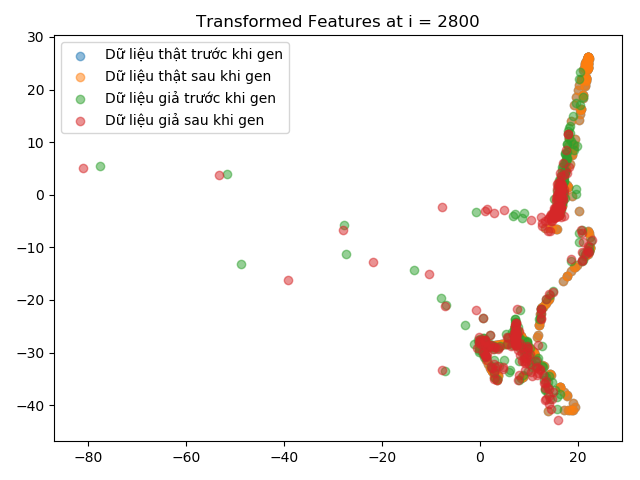 Transformed Features at i = 2800
Dữ liệu thật trước khi gen
Dữ liệu thật sau khi gen
Dữ liệu giả trước khi gen
Dữ liệu giả sau khi gen
30
20
10
0
−10
−20
−30
−40
−80
−60
−40
−20
0
20